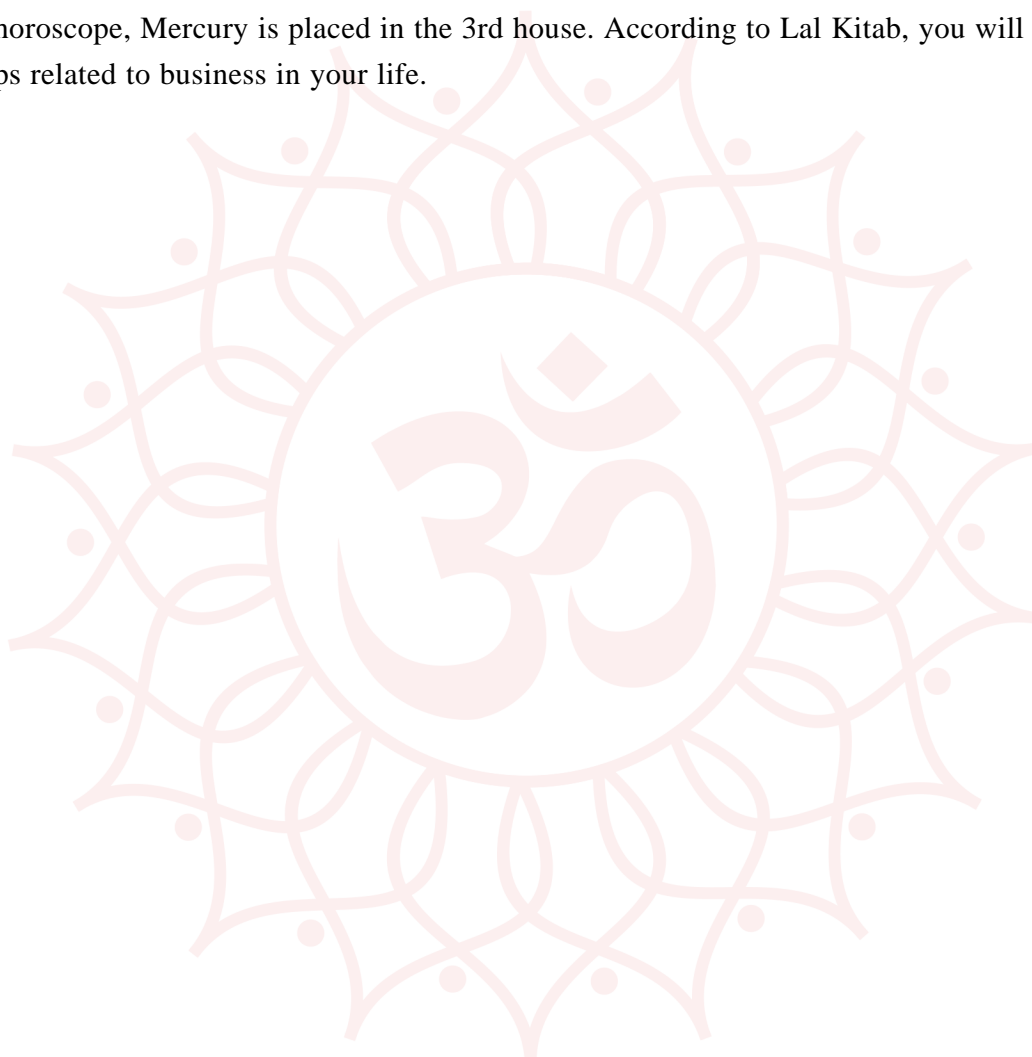 horoscope, Mercury is placed in the 3rd house. According to Lal Kitab, you will
related to business in your life.
ॐ